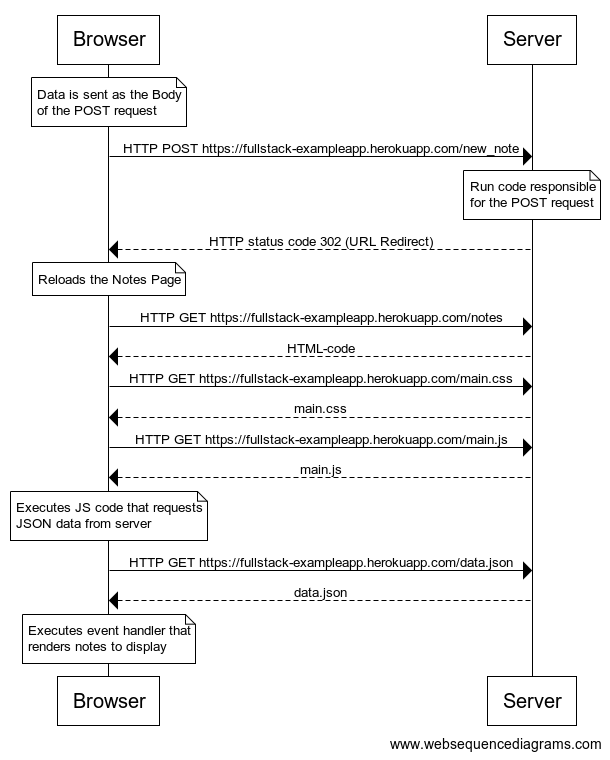 Browser
Server
Data is sent as the Body
of the POST request
HTTP POST https://fullstack-exampleapp.herokuapp.com/new_note
Run code responsible
for the POST request
HTTP status code 302 (URL Redirect)
Reloads the Notes Page
HTTP GET https://fullstack-exampleapp.herokuapp.com/notes
HTML-code
HTTP GET https://fullstack-exampleapp.herokuapp.com/main.css
main.css
HTTP GET https://fullstack-exampleapp.herokuapp.com/main.js
main.js
Executes JS code that requests
JSON data from server
HTTP GET https://fullstack-exampleapp.herokuapp.com/data.json
data.json
Executes event handler that
renders notes to display
Browser
Server
www.websequencediagrams.com